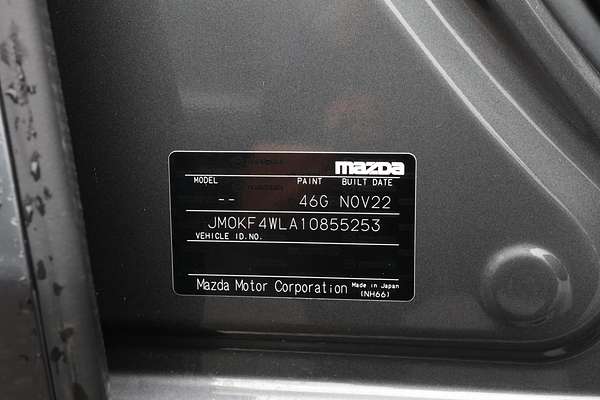 mazda
MODEL PAINT BUILT DATE
-- 46G NOV22
JM0KF4WLA10855253
VEHICLE ID.NO.
Mazda Motor Corporation Made in Japan
(NH66)